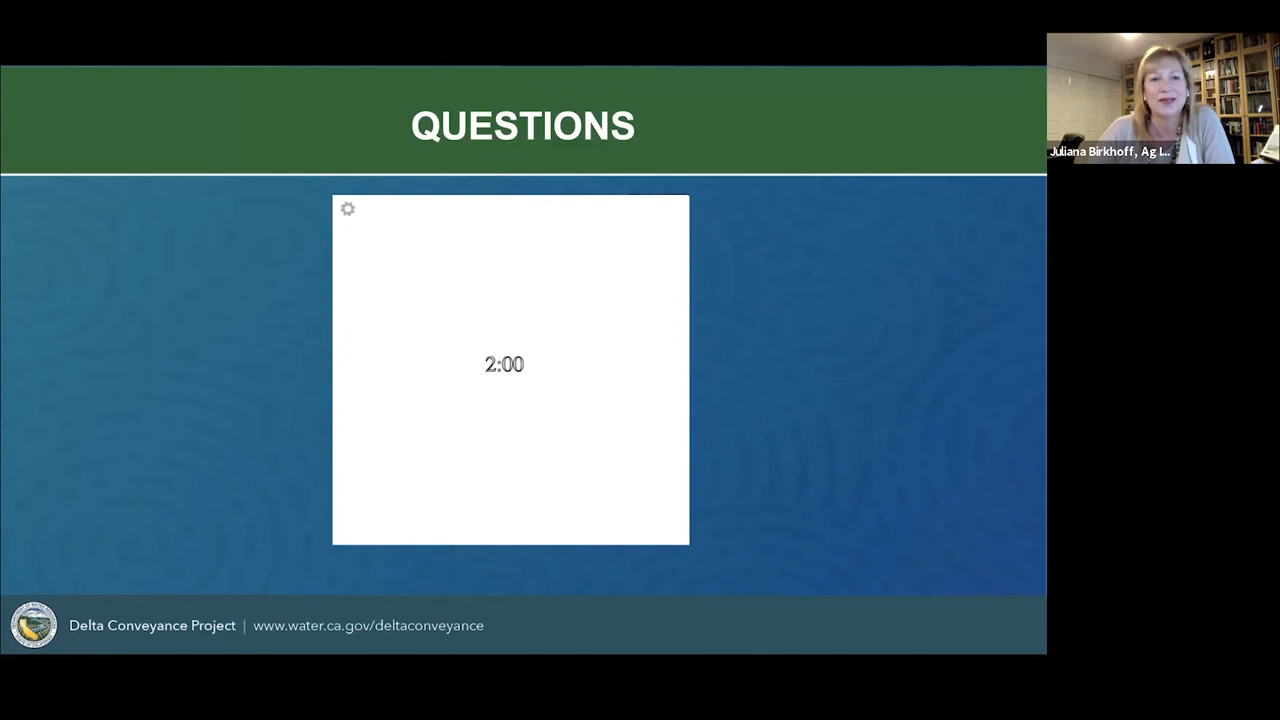 QUESTIONS
Juliana Birkhoff, Ag I...
2:00
Delta Conveyance Project | www.water.ca.gov/deltaconveyance